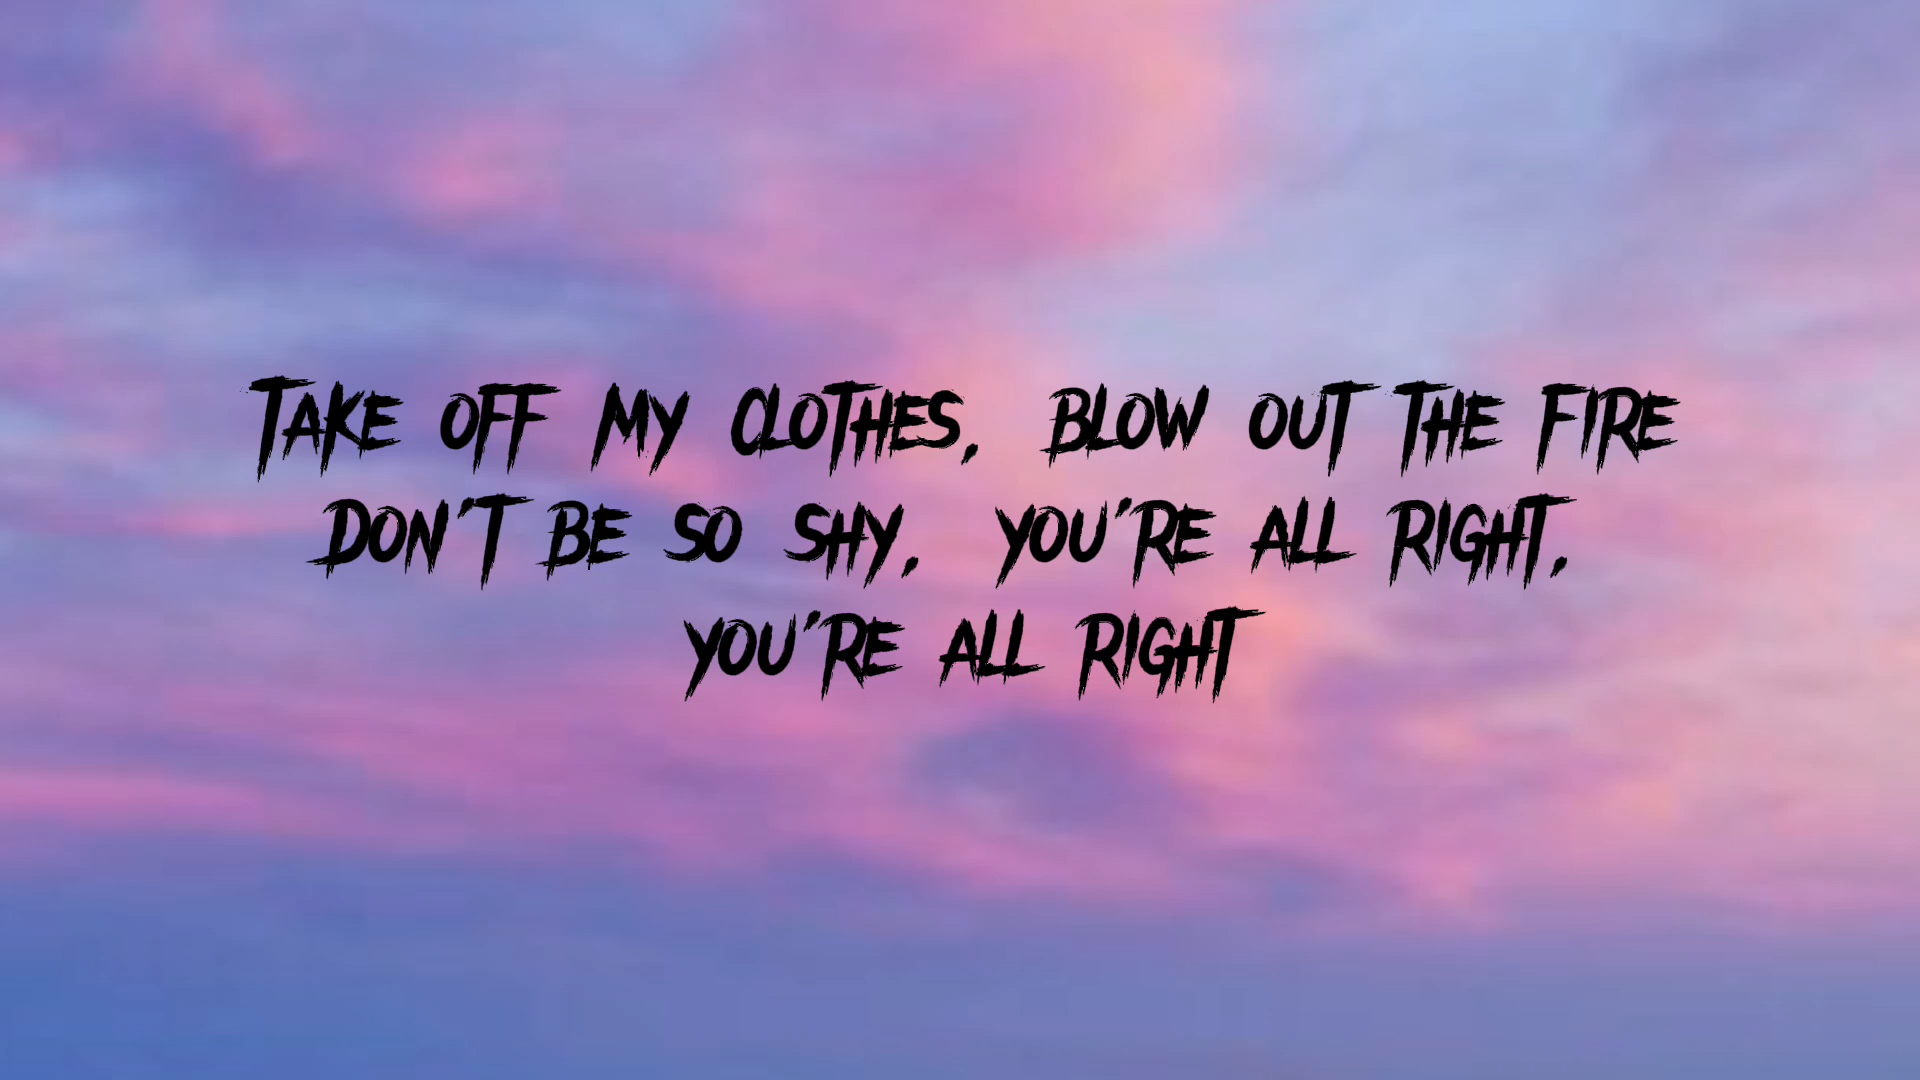 TAKE OFF MY CLOTHES, BLOW OUT THE FIRE
DON'T BE SO SHY, YOU'RE ALL RIGHT,
YOU'RE ALL RIGHT